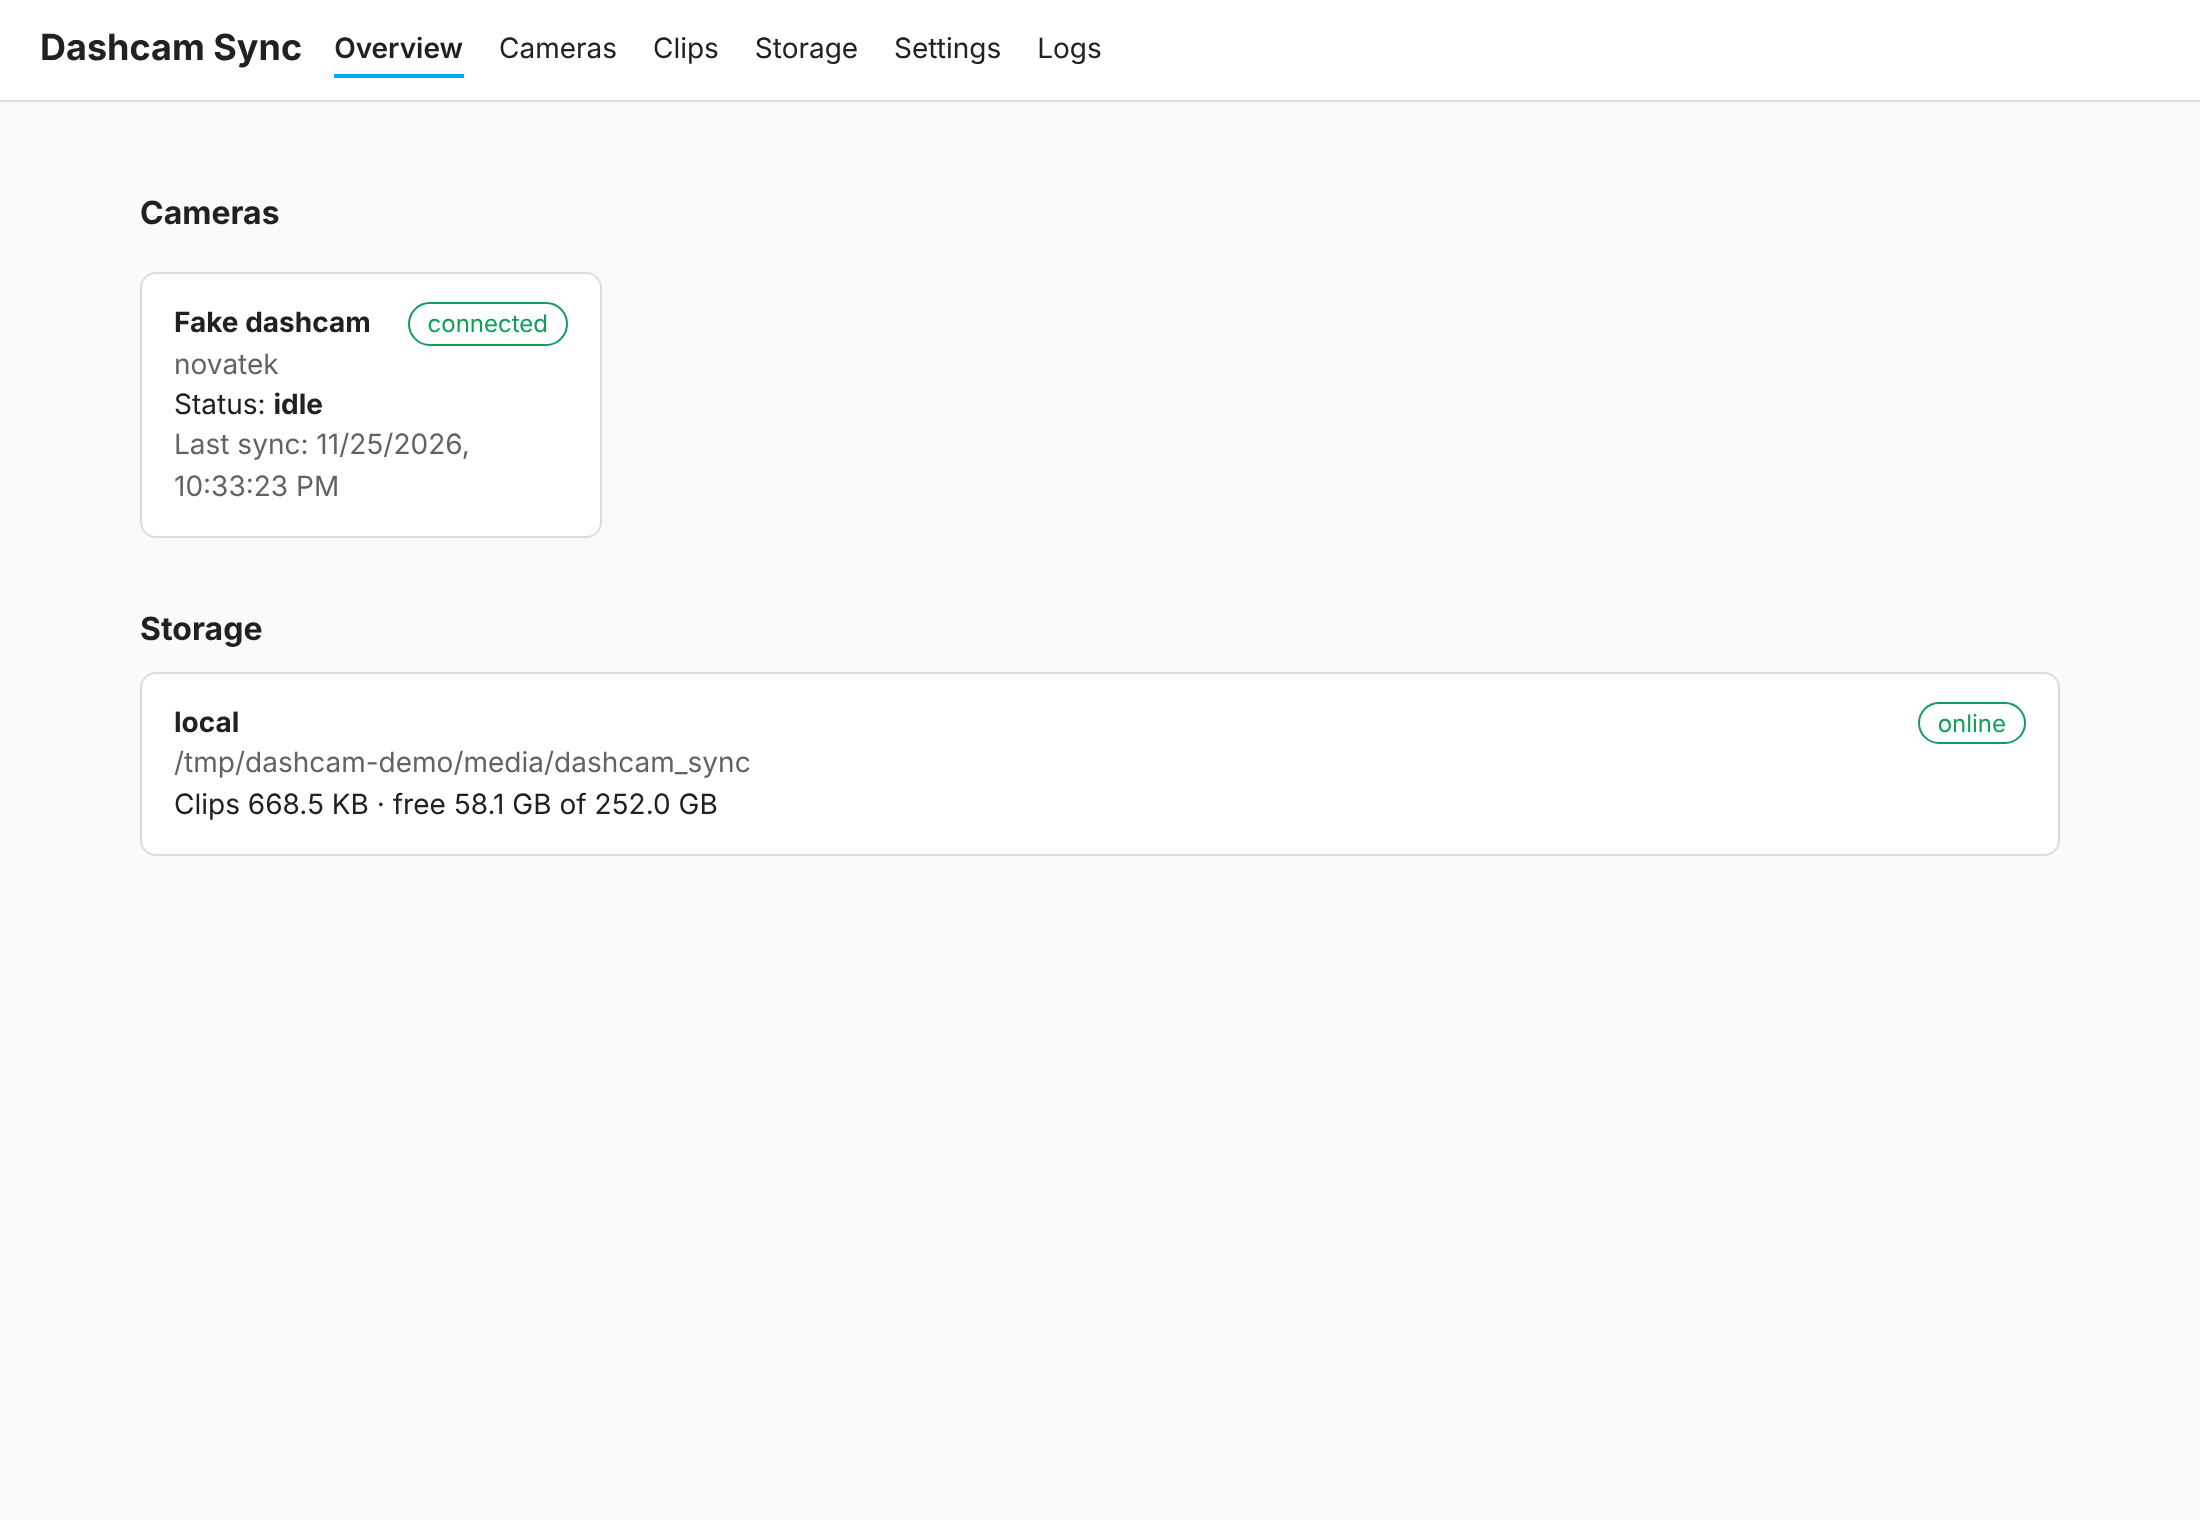 Dashcam Sync Overview Cameras Clips Storage Settings Logs
Cameras
Fake dashcam connected
novatek
Status: idle
Last sync: 11/25/2026,
10:33:23 PM
Storage
local online
/tmp/dashcam-demo/media/dashcam_sync
Clips 668.5 KB · free 58.1 GB of 252.0 GB